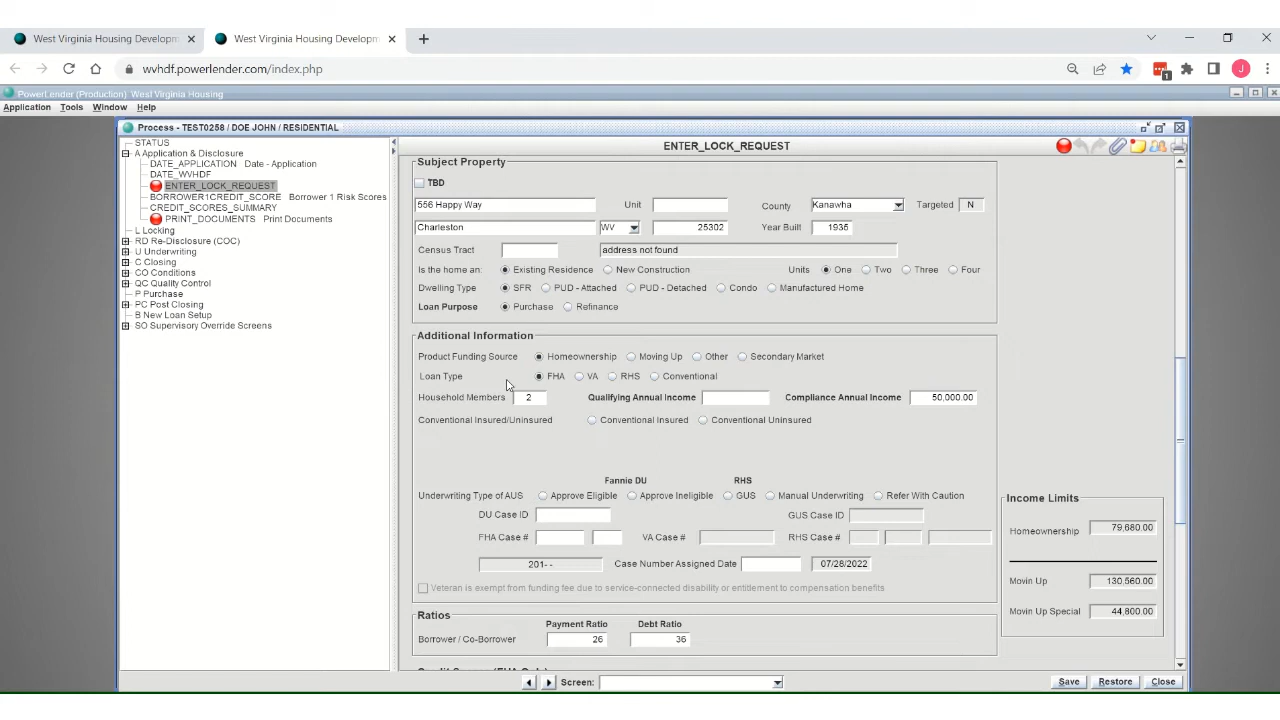 West Virginia Housing Developm
West Virginia Housing Developm
wvhdf.powerlender.com/index.php
1
J
PowerLender (Production) West Virginia Housing
Application Tools Window Help
Process - TEST0258 / DOE JOHN / RESIDENTIAL
STATUS
A Application & Disclosure
DATE_APPLICATION Date - Application
DATE_WVHDF
ENTER_LOCK_REQUEST
BORROWER1CREDIT_SCORE Borrower 1 Risk Scores
CREDIT_SCORES_SUMMARY
PRINT_DOCUMENTS Print Documents
L Locking
RD Re-Disclosure (COC)
U Underwriting
C Closing
CO Conditions
QC Quality Control
P Purchase
PC Post Closing
B New Loan Setup
SO Supervisory Override Screens
ENTER_LOCK_REQUEST
Subject Property
TBD
556 Happy Way Unit County Kanawha Targeted N
Charleston WV 25302 Year Built 1935
Census Tract address not found
Is the home an: Existing Residence New Construction Units One Two Three Four
Dwelling Type SFR PUD - Attached PUD - Detached Condo Manufactured Home
Loan Purpose Purchase Refinance
Additional Information
Product Funding Source Homeownership Moving Up Other Secondary Market
Loan Type FHA VA RHS Conventional
Household Members 2 Qualifying Annual Income Compliance Annual Income 50,000.00
Conventional Insured/Uninsured Conventional Insured Conventional Uninsured
Fannie DU RHS
Underwriting Type of AUS Approve Eligible Approve Ineligible GUS Manual Underwriting Refer With Caution
DU Case ID GUS Case ID
FHA Case # VA Case # RHS Case #
201- - Case Number Assigned Date 07/28/2022
Veteran is exempt from funding fee due to service-connected disability or entitlement to compensation benefits
Income Limits
Homeownership 79,680.00
Movin Up 130,560.00
Movin Up Special 44,800.00
Ratios
Payment Ratio Debt Ratio
Borrower / Co-Borrower 26 36
Screen: Save Restore Close